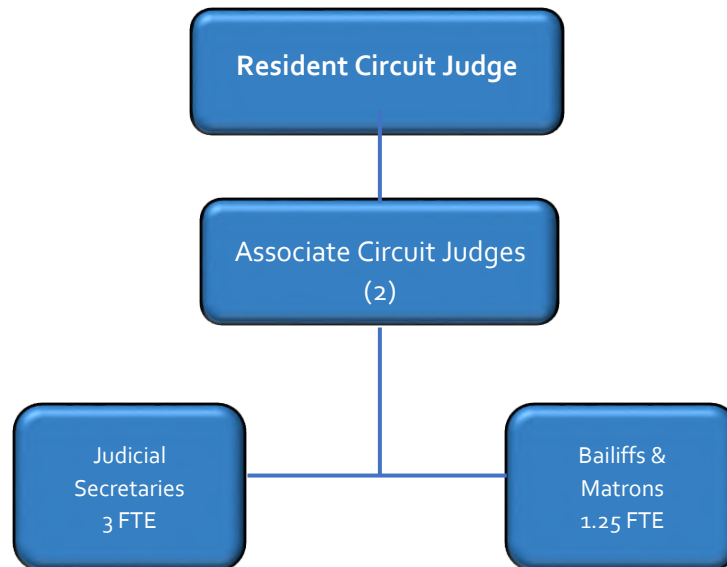 Resident Circuit Judge
Associate Circuit Judges
(2)
Judicial
Secretaries
3 FTE
Bailiffs &
Matrons
1.25 FTE